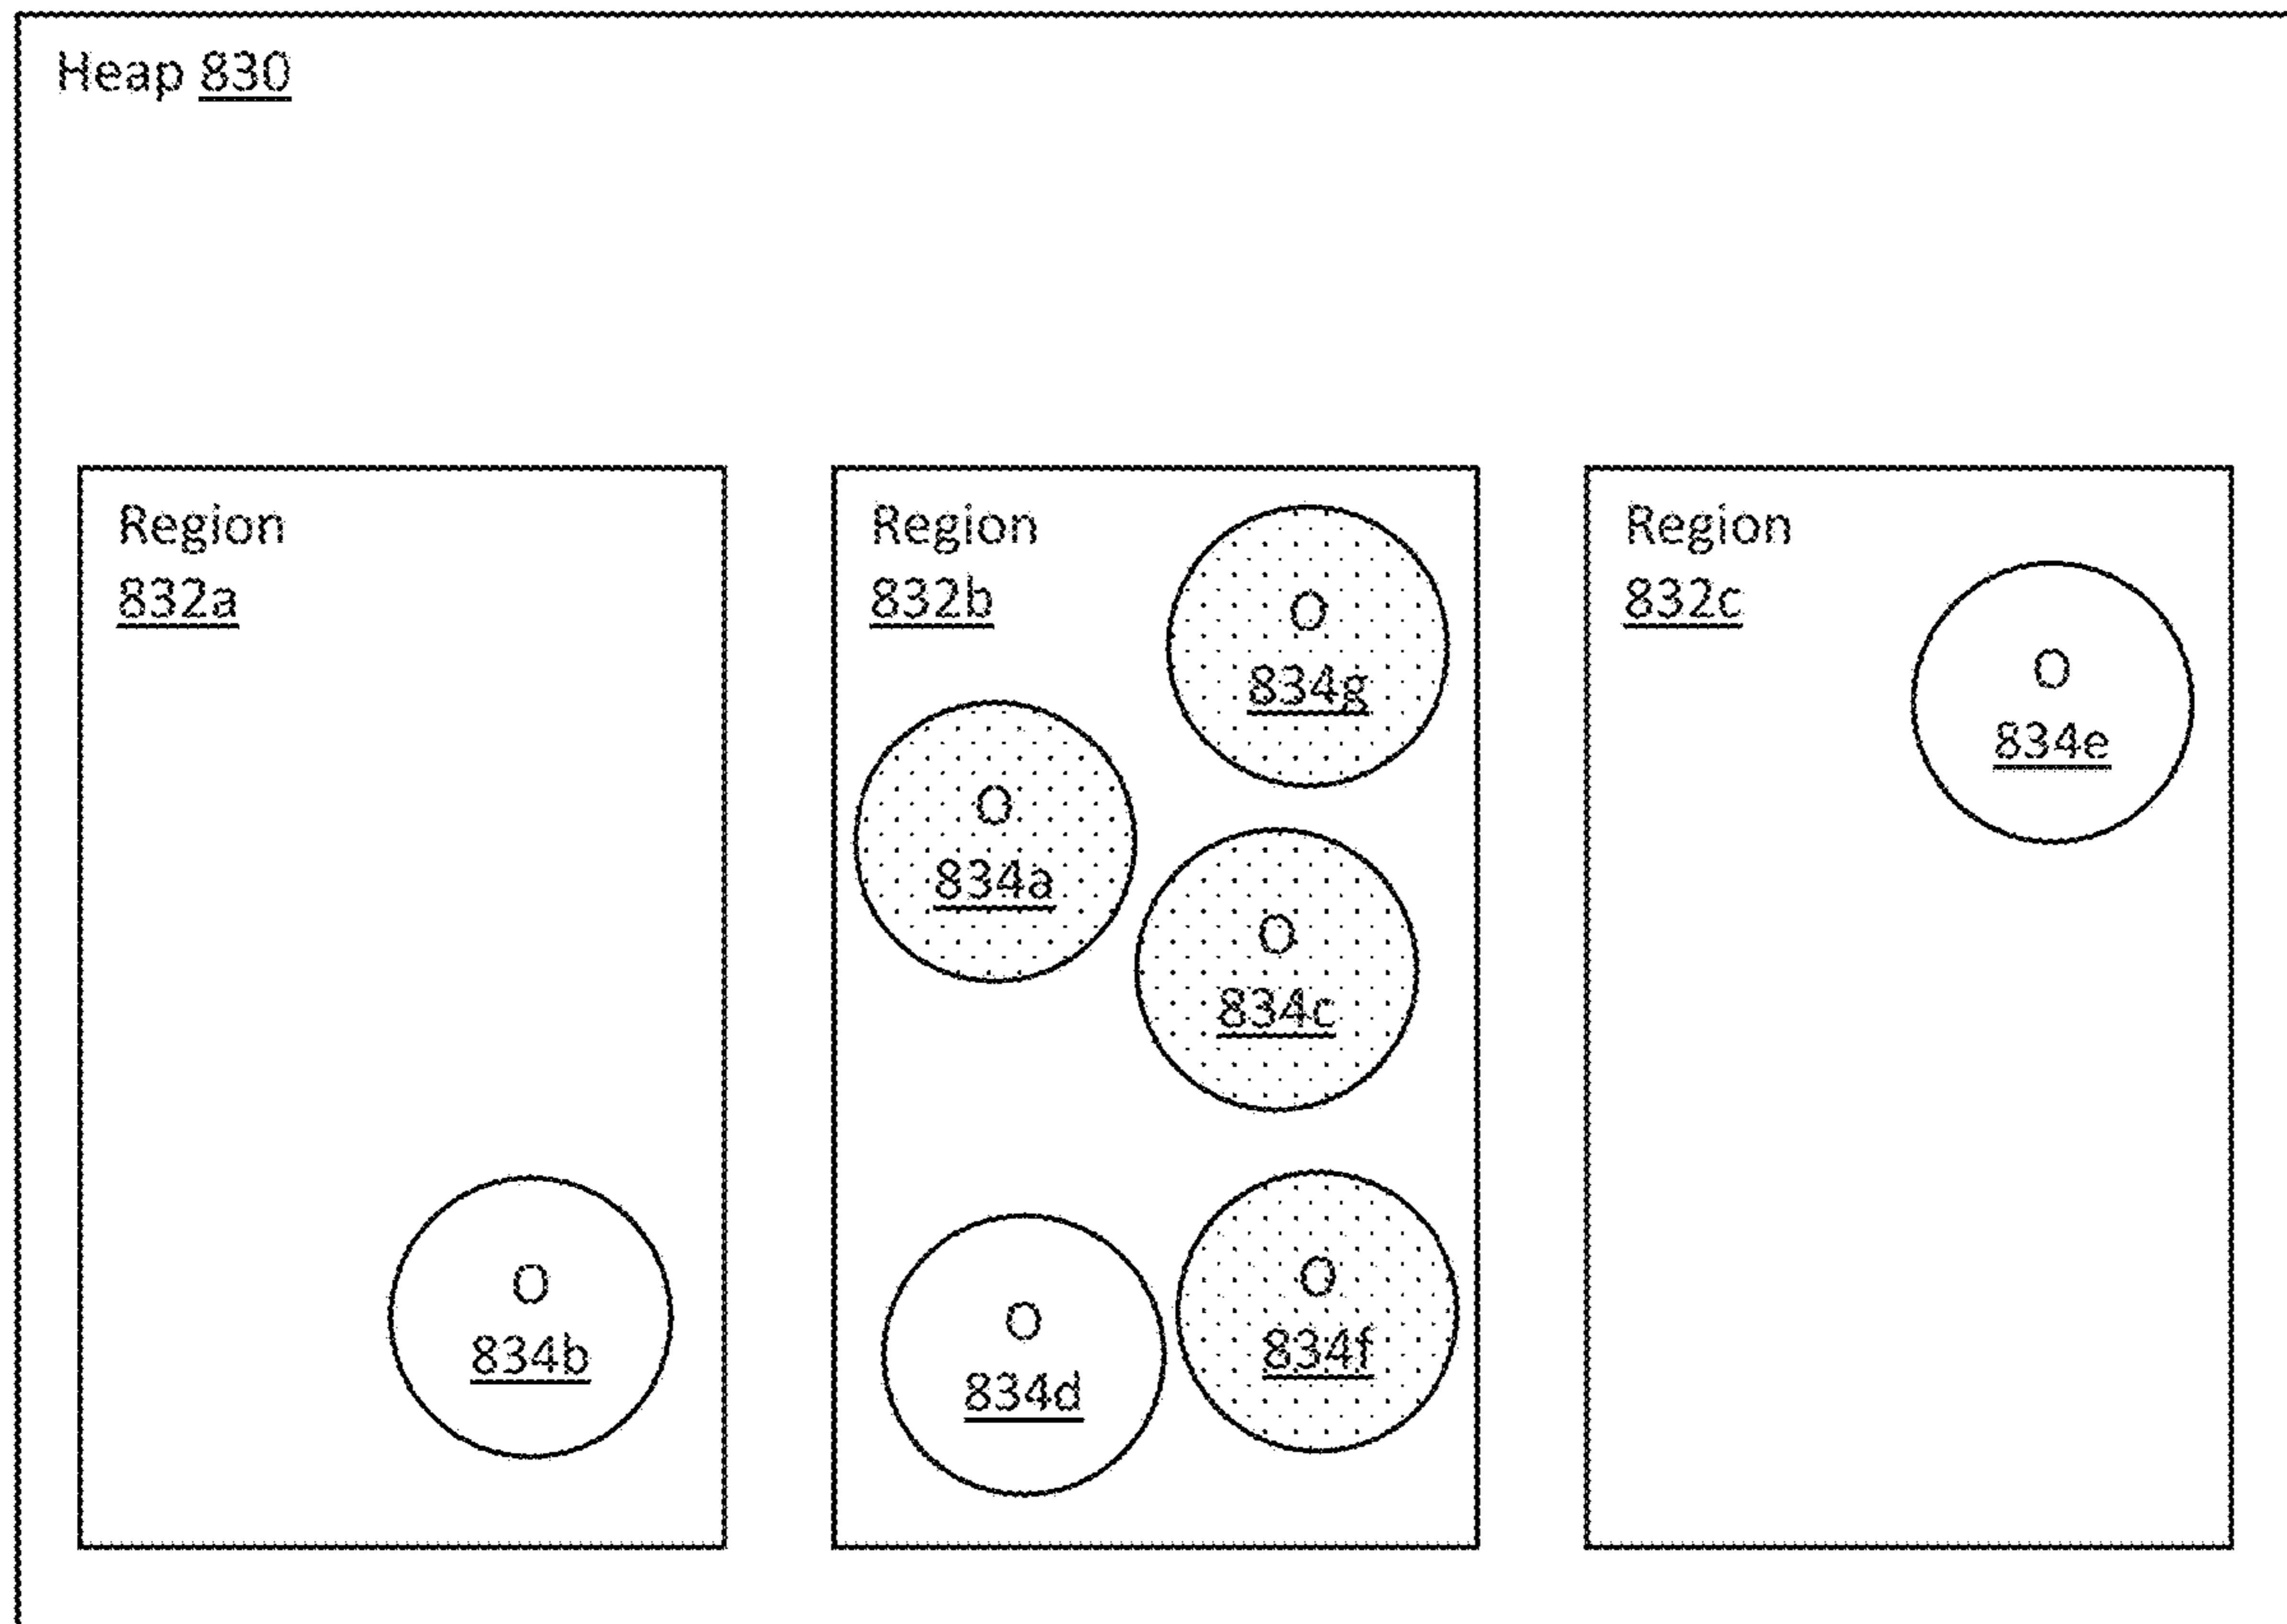 Heap 830
Region
832a
O
834b
Region
832b
O
834g
O
834a
O
834c
O
834d
O
834f
Region
832c
O
834e